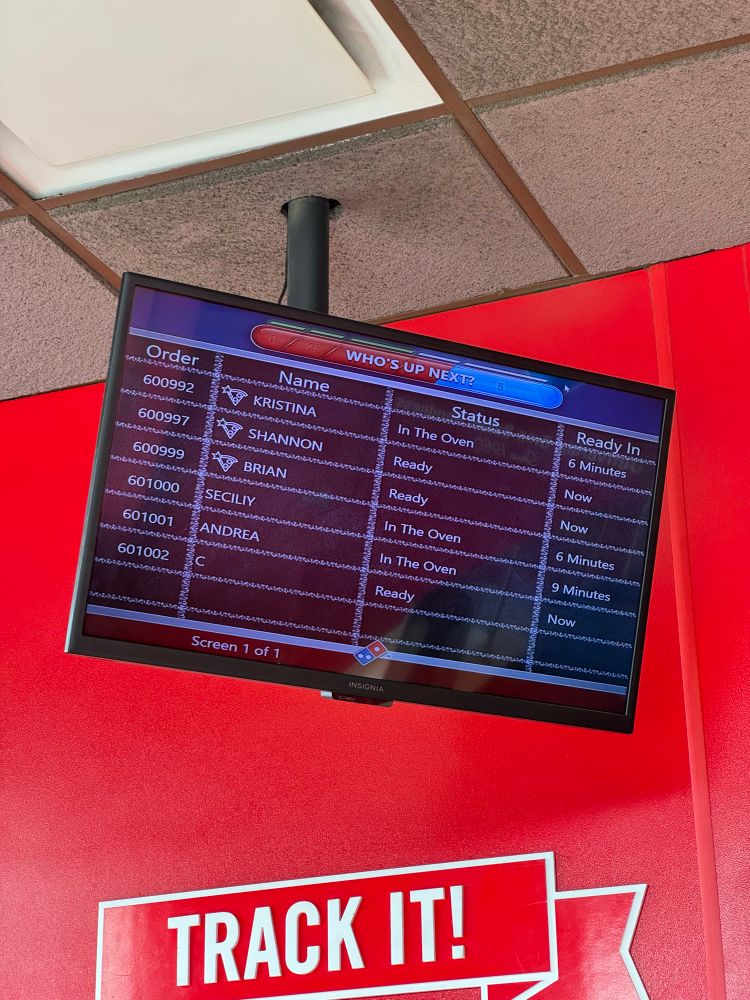 WHO'S UP NEXT?
Order Name Status Ready In
600992 KRISTINA In The Oven 6 Minutes
600997 SHANNON Ready Now
600999 BRIAN Ready Now
601000 SECILIY In The Oven 6 Minutes
601001 ANDREA In The Oven 9 Minutes
601002 C Ready Now
Screen 1 of 1
INSIGNIA
TRACK IT!